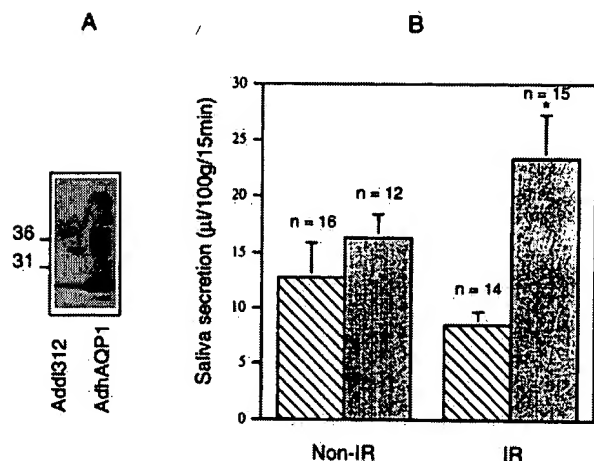 A
B
36
31
Addl312
AdhAQP1
Saliva secretion (µl/100g/15min)
30
25
20
15
10
5
0
n = 16
n = 12
n = 14
n = 15
*
Non-IR
IR